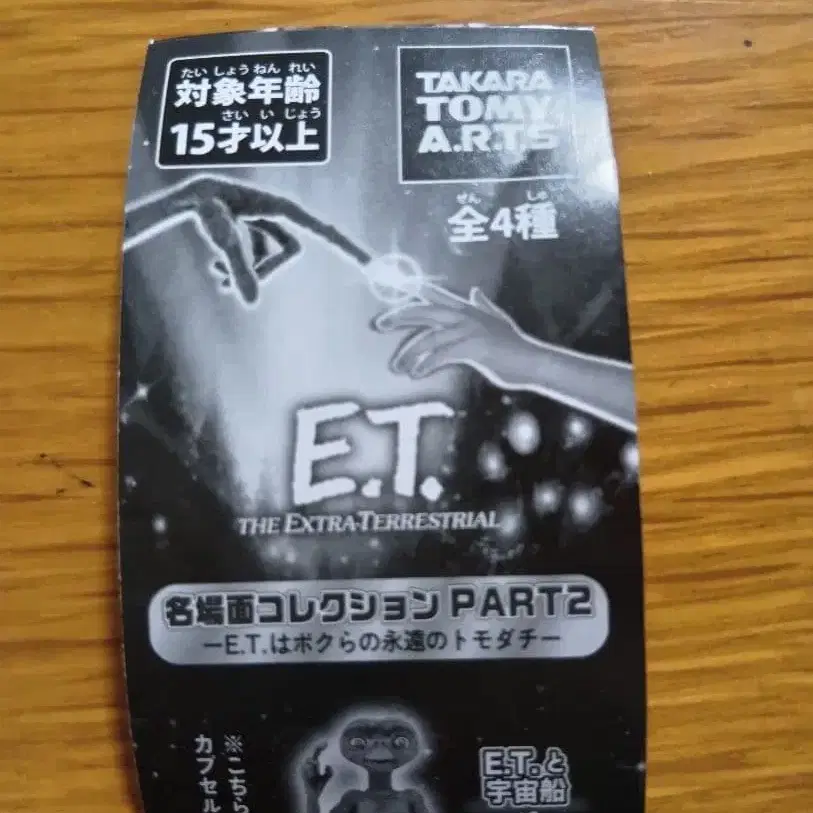 たいしょうねんれい
対象年齢
さいいじょう
15才以上
TAKARA
TOMY
A.R.T.S
ぜん しゅ
全4種
E.T.
THE EXTRA-TERRESTRIAL
名場面コレクション PART2
ーE.T.はボクらの永遠のトモダチー
※こちら
カプセル
E.T.と
宇宙船